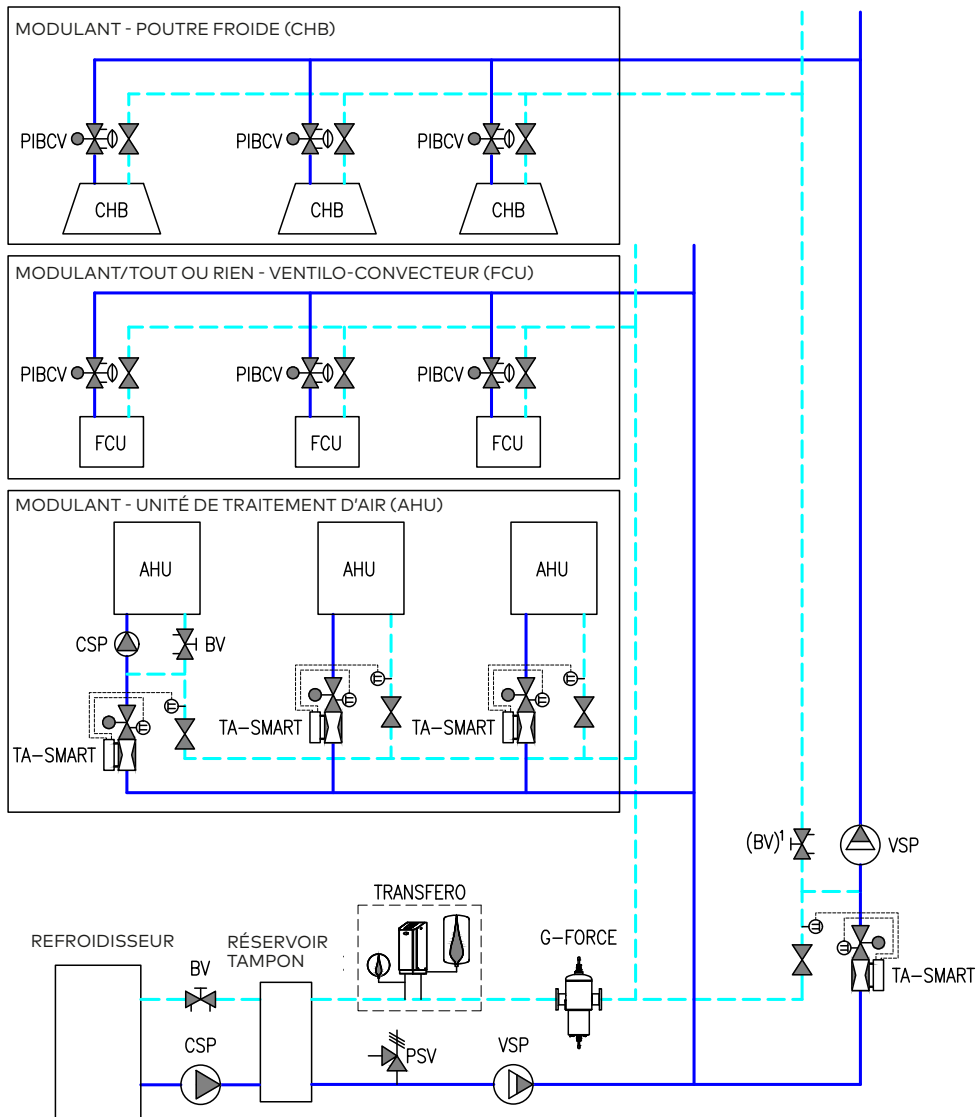 MODULANT - POUTRE FROIDE (CHB)
PIBCV
PIBCV
PIBCV
CHB
CHB
CHB
MODULANT/TOUT OU RIEN - VENTILO-CONVECTEUR (FCU)
PIBCV
PIBCV
PIBCV
FCU
FCU
FCU
MODULANT - UNITÉ DE TRAITEMENT D'AIR (AHU)
AHU
AHU
AHU
CSP
BV
TA-SMART
TA-SMART
TA-SMART
(BV)¹
VSP
TA-SMART
TRANSFERO
G-FORCE
REFROIDISSEUR
RÉSERVOIR
TAMPON
BV
CSP
PSV
VSP